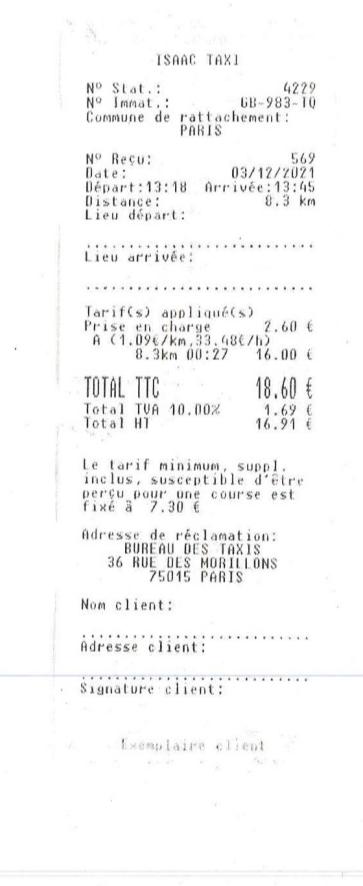 ISAAC TAXI
N° Stat.: 4229
N° Immat.: GB-983-TQ
Commune de rattachement:
PARIS
N° Reçu: 569
Date: 03/12/2021
Départ:13:18 Arrivée:13:45
Distance: 8.3 km
Lieu départ:
..........................
Lieu arrivée:
..........................
Tarif(s) appliqué(s)
Prise en charge 2.60 €
A (1.09€/km,33.48€/h)
8.3km 00:27 16.00 €
TOTAL TTC 18.60 €
Total TVA 10.00% 1.69 €
Total HT 16.91 €
Le tarif minimum, suppl.
inclus, susceptible d'être
perçu pour une course est
fixé à 7.30 €
Adresse de réclamation:
BUREAU DES TAXIS
36 RUE DES MORILLONS
75015 PARIS
Nom client:
..........................
Adresse client:
..........................
Signature client:
Exemplaire client